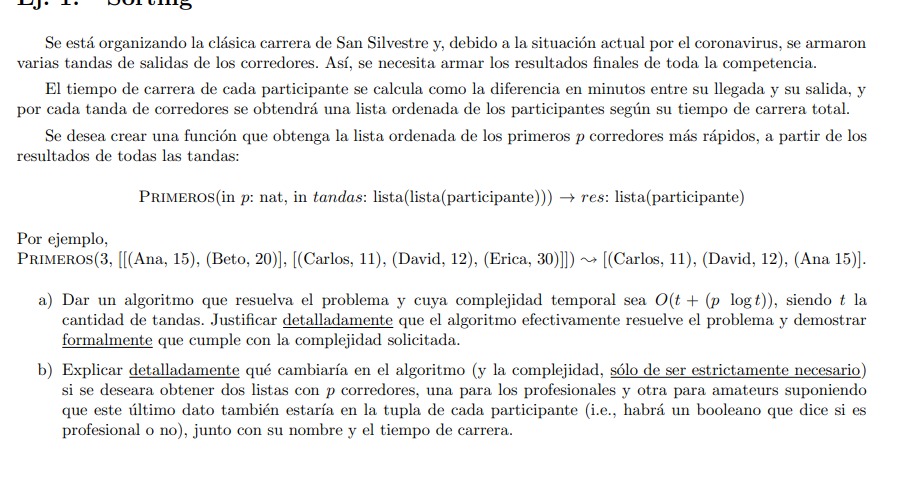 Ej. 1. Sorting
Se está organizando la clásica carrera de San Silvestre y, debido a la situación actual por el coronavirus, se armaron
varias tandas de salidas de los corredores. Así, se necesita armar los resultados finales de toda la competencia.
El tiempo de carrera de cada participante se calcula como la diferencia en minutos entre su llegada y su salida, y
por cada tanda de corredores se obtendrá una lista ordenada de los participantes según su tiempo de carrera total.
Se desea crear una función que obtenga la lista ordenada de los primeros p corredores más rápidos, a partir de los
resultados de todas las tandas:
PRIMEROS(in p: nat, in tandas: lista(lista(participante))) → res: lista(participante)
Por ejemplo,
PRIMEROS(3, [[(Ana, 15), (Beto, 20)], [(Carlos, 11), (David, 12), (Erica, 30)]]) ⤳ [(Carlos, 11), (David, 12), (Ana 15)].
a) Dar un algoritmo que resuelva el problema y cuya complejidad temporal sea O(t + (p log t)), siendo t la
cantidad de tandas. Justificar detalladamente que el algoritmo efectivamente resuelve el problema y demostrar
formalmente que cumple con la complejidad solicitada.
b) Explicar detalladamente qué cambiaría en el algoritmo (y la complejidad, sólo de ser estrictamente necesario)
si se deseara obtener dos listas con p corredores, una para los profesionales y otra para amateurs suponiendo
que este último dato también estaría en la tupla de cada participante (i.e., habrá un booleano que dice si es
profesional o no), junto con su nombre y el tiempo de carrera.